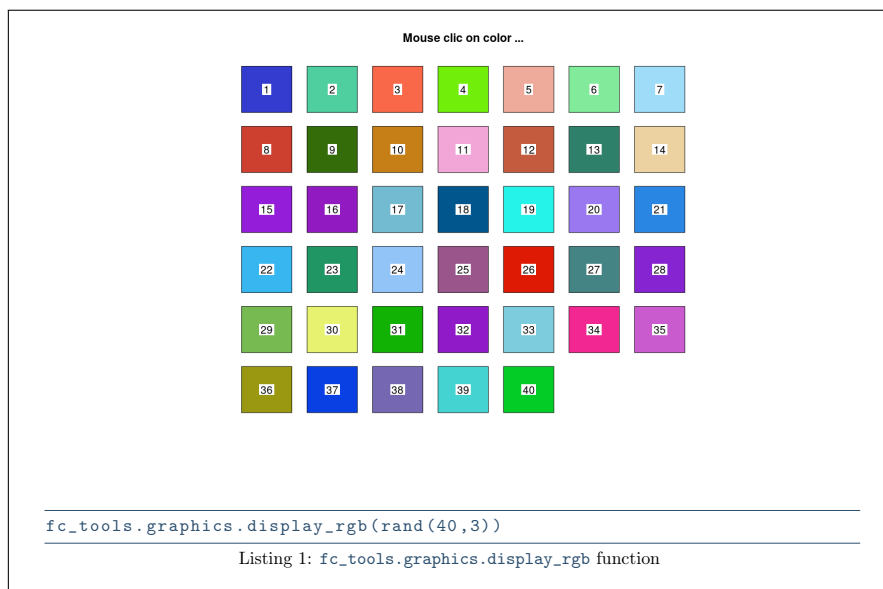 Mouse clic on color ...
1 2 3 4 5 6 7
8 9 10 11 12 13 14
15 16 17 18 19 20 21
22 23 24 25 26 27 28
29 30 31 32 33 34 35
36 37 38 39 40
fc_tools.graphics.display_rgb(rand(40,3))
Listing 1: fc_tools.graphics.display_rgb function